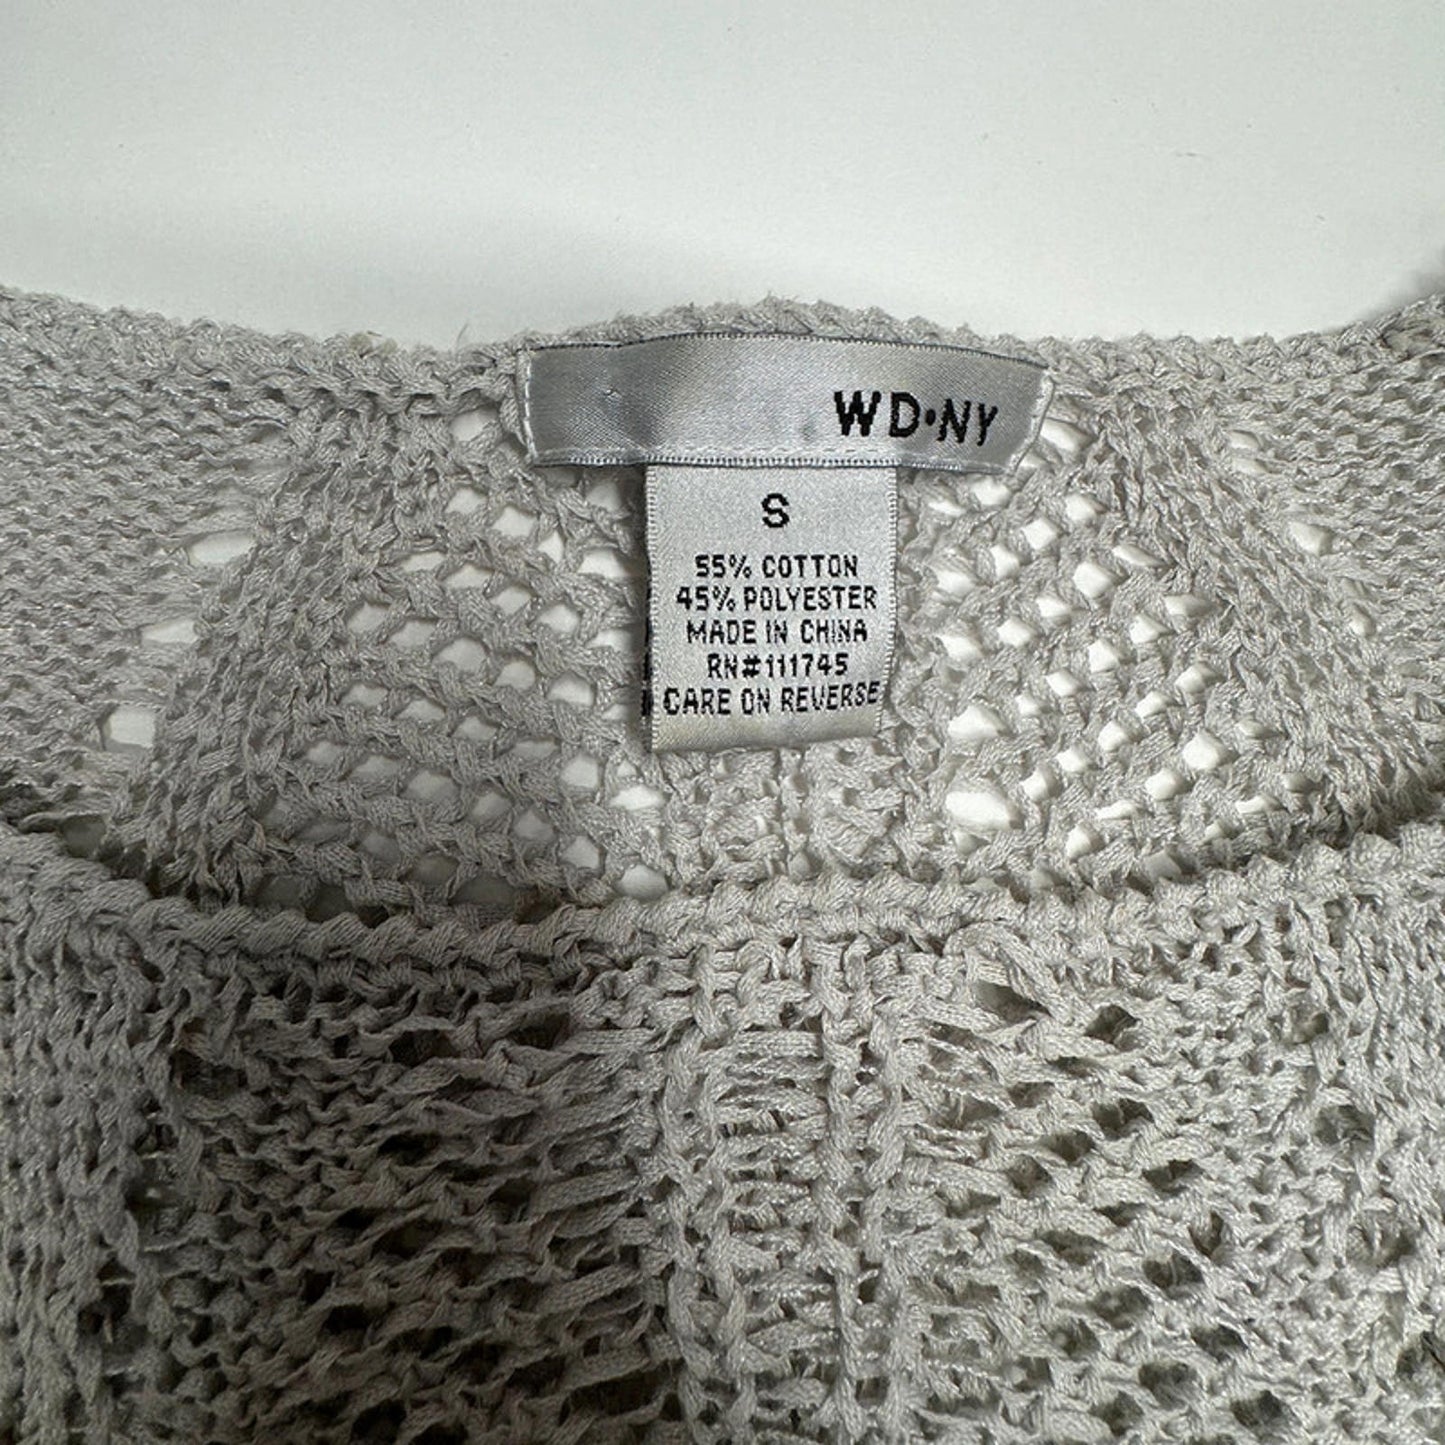 WD•NY
S
55% COTTON
45% POLYESTER
MADE IN CHINA
RN#111745
CARE ON REVERSE